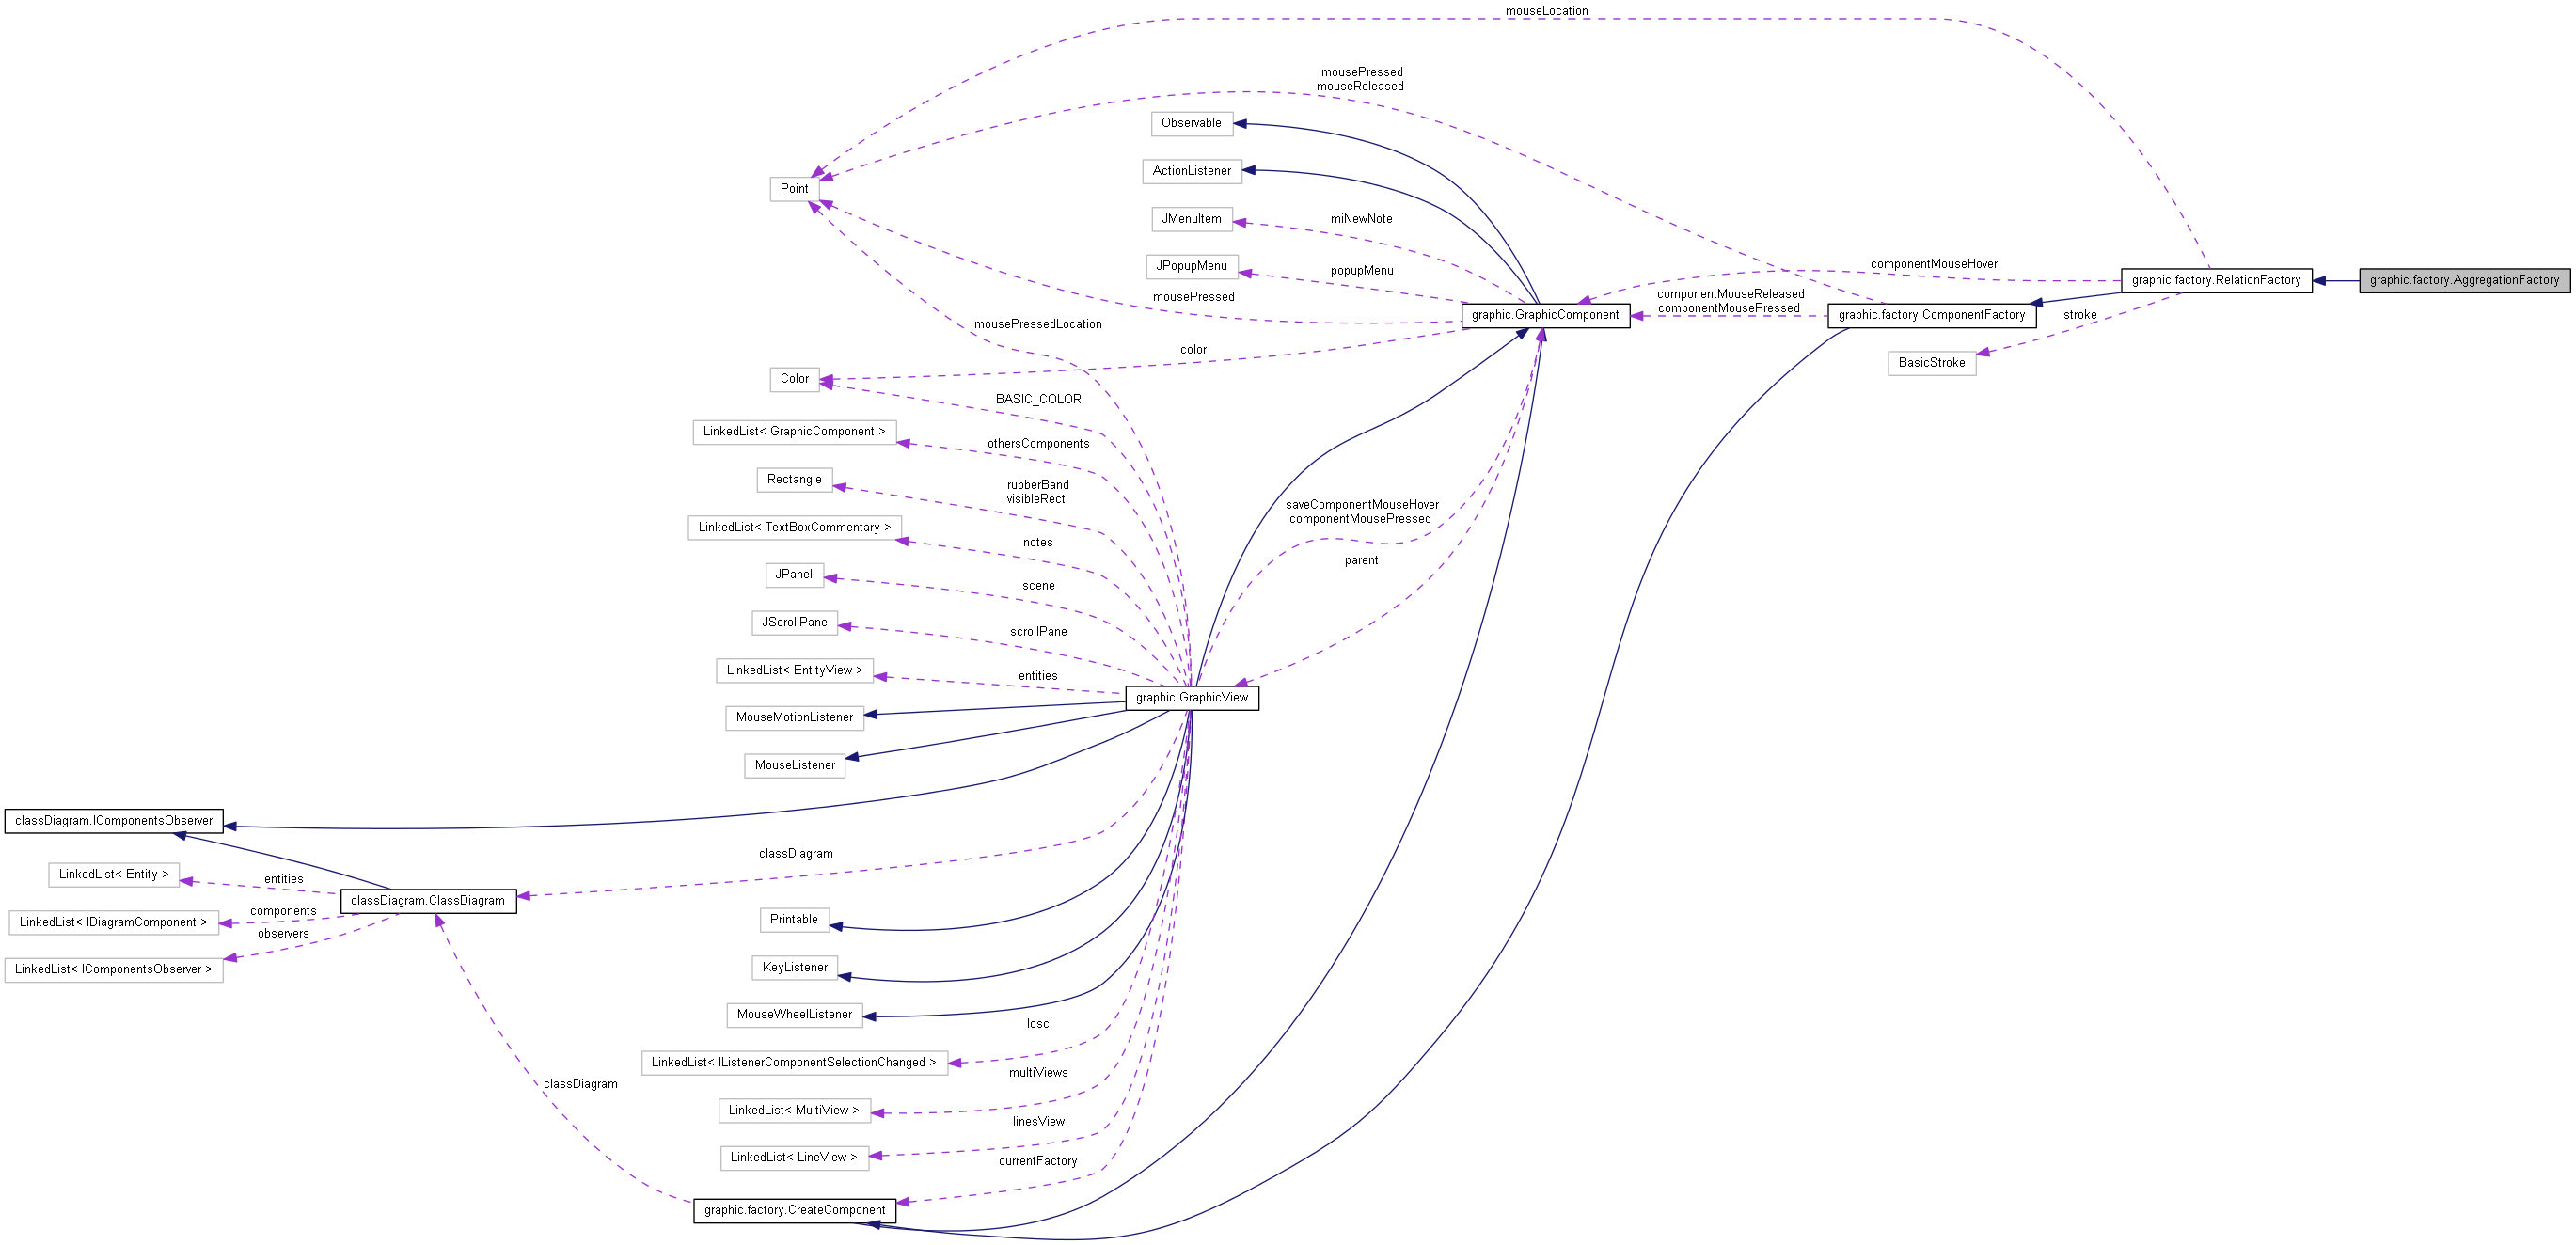 mouseLocation
mousePressed
mouseReleased
Observable
ActionListener
Point
JMenuItem
miNewNote
JPopupMenu
popupMenu
componentMouseHover
graphic.factory.RelationFactory
graphic.factory.AggregationFactory
mousePressed
componentMouseReleased
componentMousePressed
graphic.GraphicComponent
graphic.factory.ComponentFactory
stroke
mousePressedLocation
color
BasicStroke
Color
BASIC_COLOR
LinkedList< GraphicComponent >
othersComponents
Rectangle
rubberBand
visibleRect
saveComponentMouseHover
componentMousePressed
LinkedList< TextBoxCommentary >
notes
parent
JPanel
scene
JScrollPane
scrollPane
LinkedList< EntityView >
entities
graphic.GraphicView
MouseMotionListener
MouseListener
classDiagram.IComponentsObserver
classDiagram
LinkedList< Entity >
entities
classDiagram.ClassDiagram
components
LinkedList< IDiagramComponent >
observers
LinkedList< IComponentsObserver >
Printable
KeyListener
MouseWheelListener
lcsc
LinkedList< IListenerComponentSelectionChanged >
multiViews
classDiagram
LinkedList< MultiView >
linesView
LinkedList< LineView >
currentFactory
graphic.factory.CreateComponent